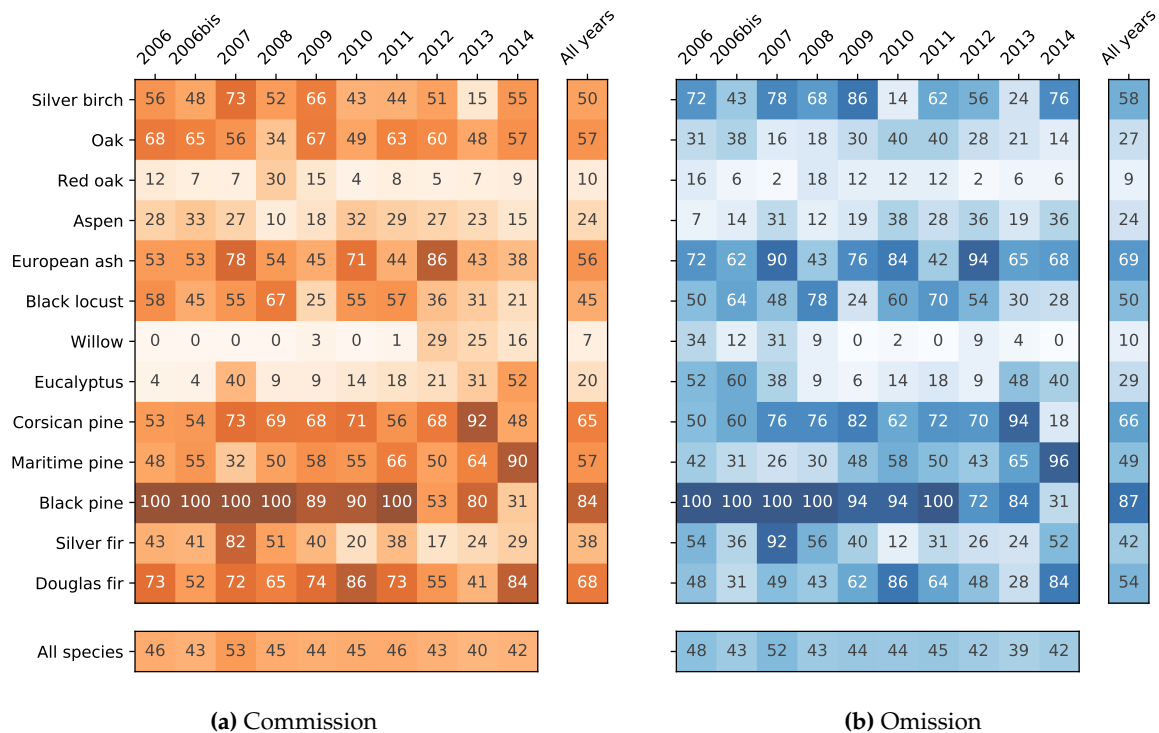 2006 2006bis 2007 2008 2009 2010 2011 2012 2013 2014 All years 2006 2006bis 2007 2008 2009 2010 2011 2012 2013 2014 All years
Silver birch 56 48 73 52 66 43 44 51 15 55 50 72 43 78 68 86 14 62 56 24 76 58
Oak 68 65 56 34 67 49 63 60 48 57 57 31 38 16 18 30 40 40 28 21 14 27
Red oak 12 7 7 30 15 4 8 5 7 9 10 16 6 2 18 12 12 12 2 6 6 9
Aspen 28 33 27 10 18 32 29 27 23 15 24 7 14 31 12 19 38 28 36 19 36 24
European ash 53 53 78 54 45 71 44 86 43 38 56 72 62 90 43 76 84 42 94 65 68 69
Black locust 58 45 55 67 25 55 57 36 31 21 45 50 64 48 78 24 60 70 54 30 28 50
Willow 0 0 0 0 3 0 1 29 25 16 7 34 12 31 9 0 2 0 9 4 0 10
Eucalyptus 4 4 40 9 9 14 18 21 31 52 20 52 60 38 9 6 14 18 9 48 40 29
Corsican pine 53 54 73 69 68 71 56 68 92 48 65 50 60 76 76 82 62 72 70 94 18 66
Maritime pine 48 55 32 50 58 55 66 50 64 90 57 42 31 26 30 48 58 50 43 65 96 49
Black pine 100 100 100 100 89 90 100 53 80 31 84 100 100 100 100 94 94 100 72 84 31 87
Silver fir 43 41 82 51 40 20 38 17 24 29 38 54 36 92 56 40 12 31 26 24 52 42
Douglas fir 73 52 72 65 74 86 73 55 41 84 68 48 31 49 43 62 86 64 48 28 84 54
All species 46 43 53 45 44 45 46 43 40 42 48 43 52 43 44 44 45 42 39 42
(a) Commission (b) Omission